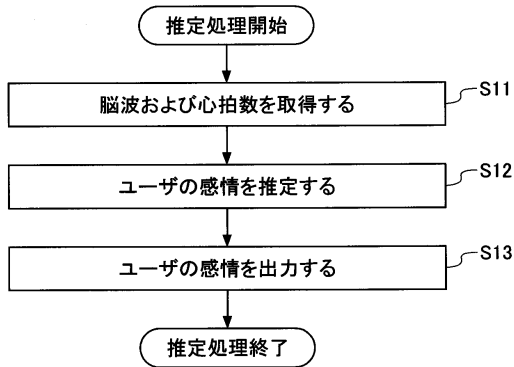 推定処理開始
脳波および心拍数を取得する
S11
ユーザの感情を推定する
S12
ユーザの感情を出力する
S13
推定処理終了